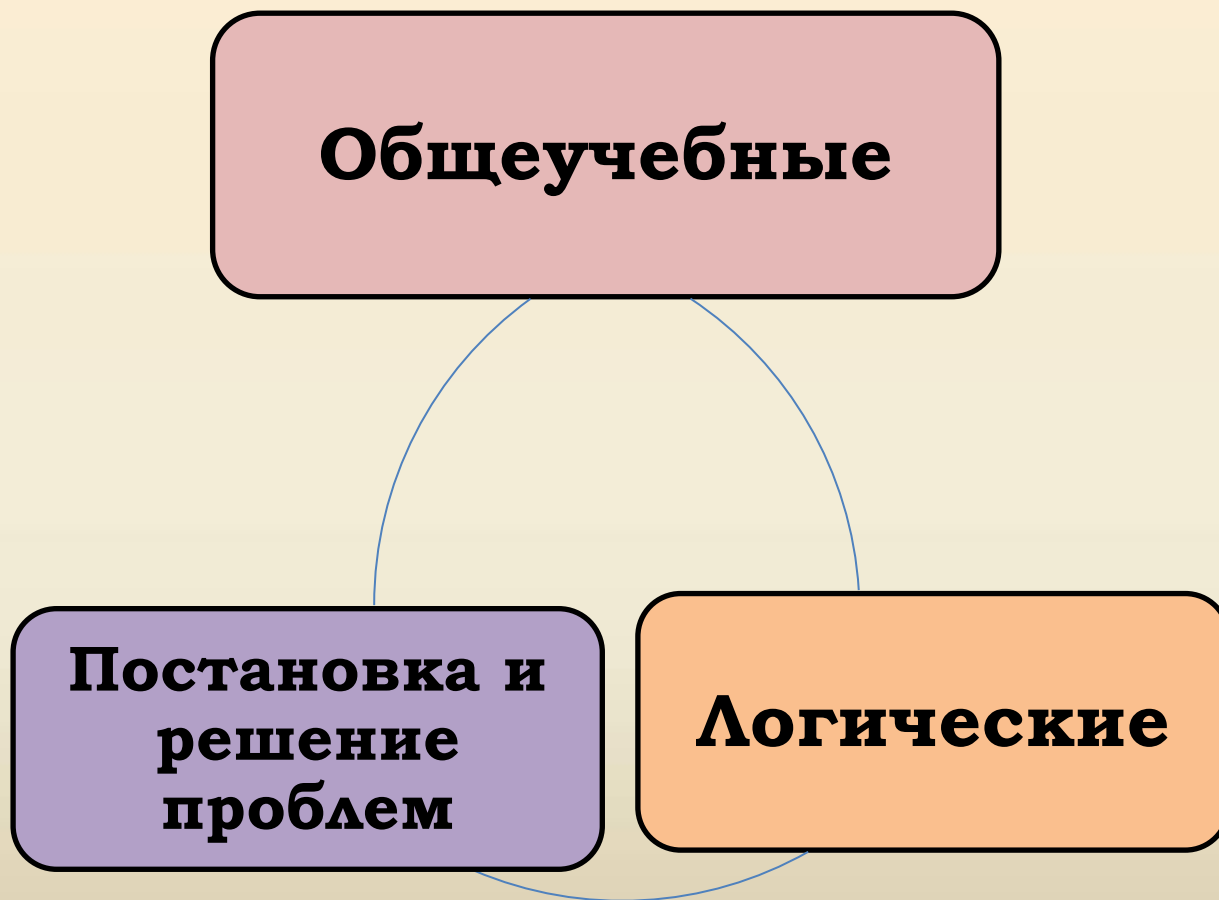 Общеучебные
Постановка и
решение
проблем
Логические